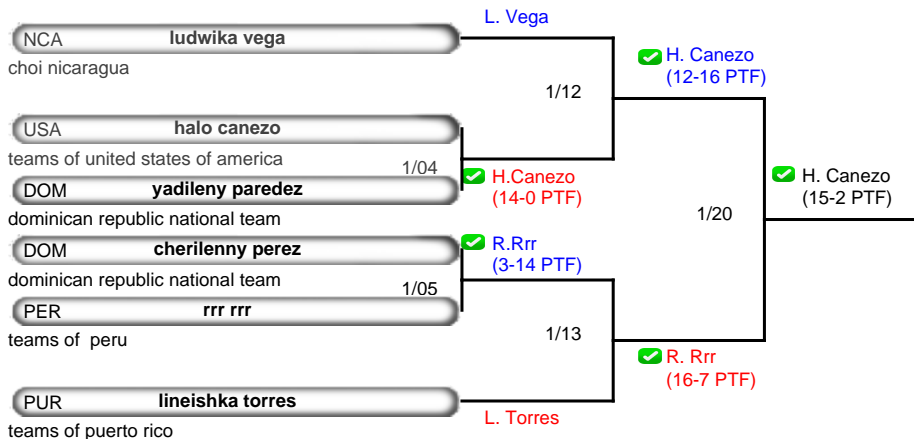 L. Vega
NCA ludwika vega
choi nicaragua
H. Canezo
(12-16 PTF)
1/12
USA halo canezo
teams of united states of america
1/04
H.Canezo
(14-0 PTF)
DOM yadileny paredez
dominican republic national team
H. Canezo
(15-2 PTF)
1/20
DOM cherilenny perez
dominican republic national team
R.Rrr
(3-14 PTF)
1/05
PER rrr rrr
teams of peru
1/13
R. Rrr
(16-7 PTF)
PUR lineishka torres
teams of puerto rico
L. Torres